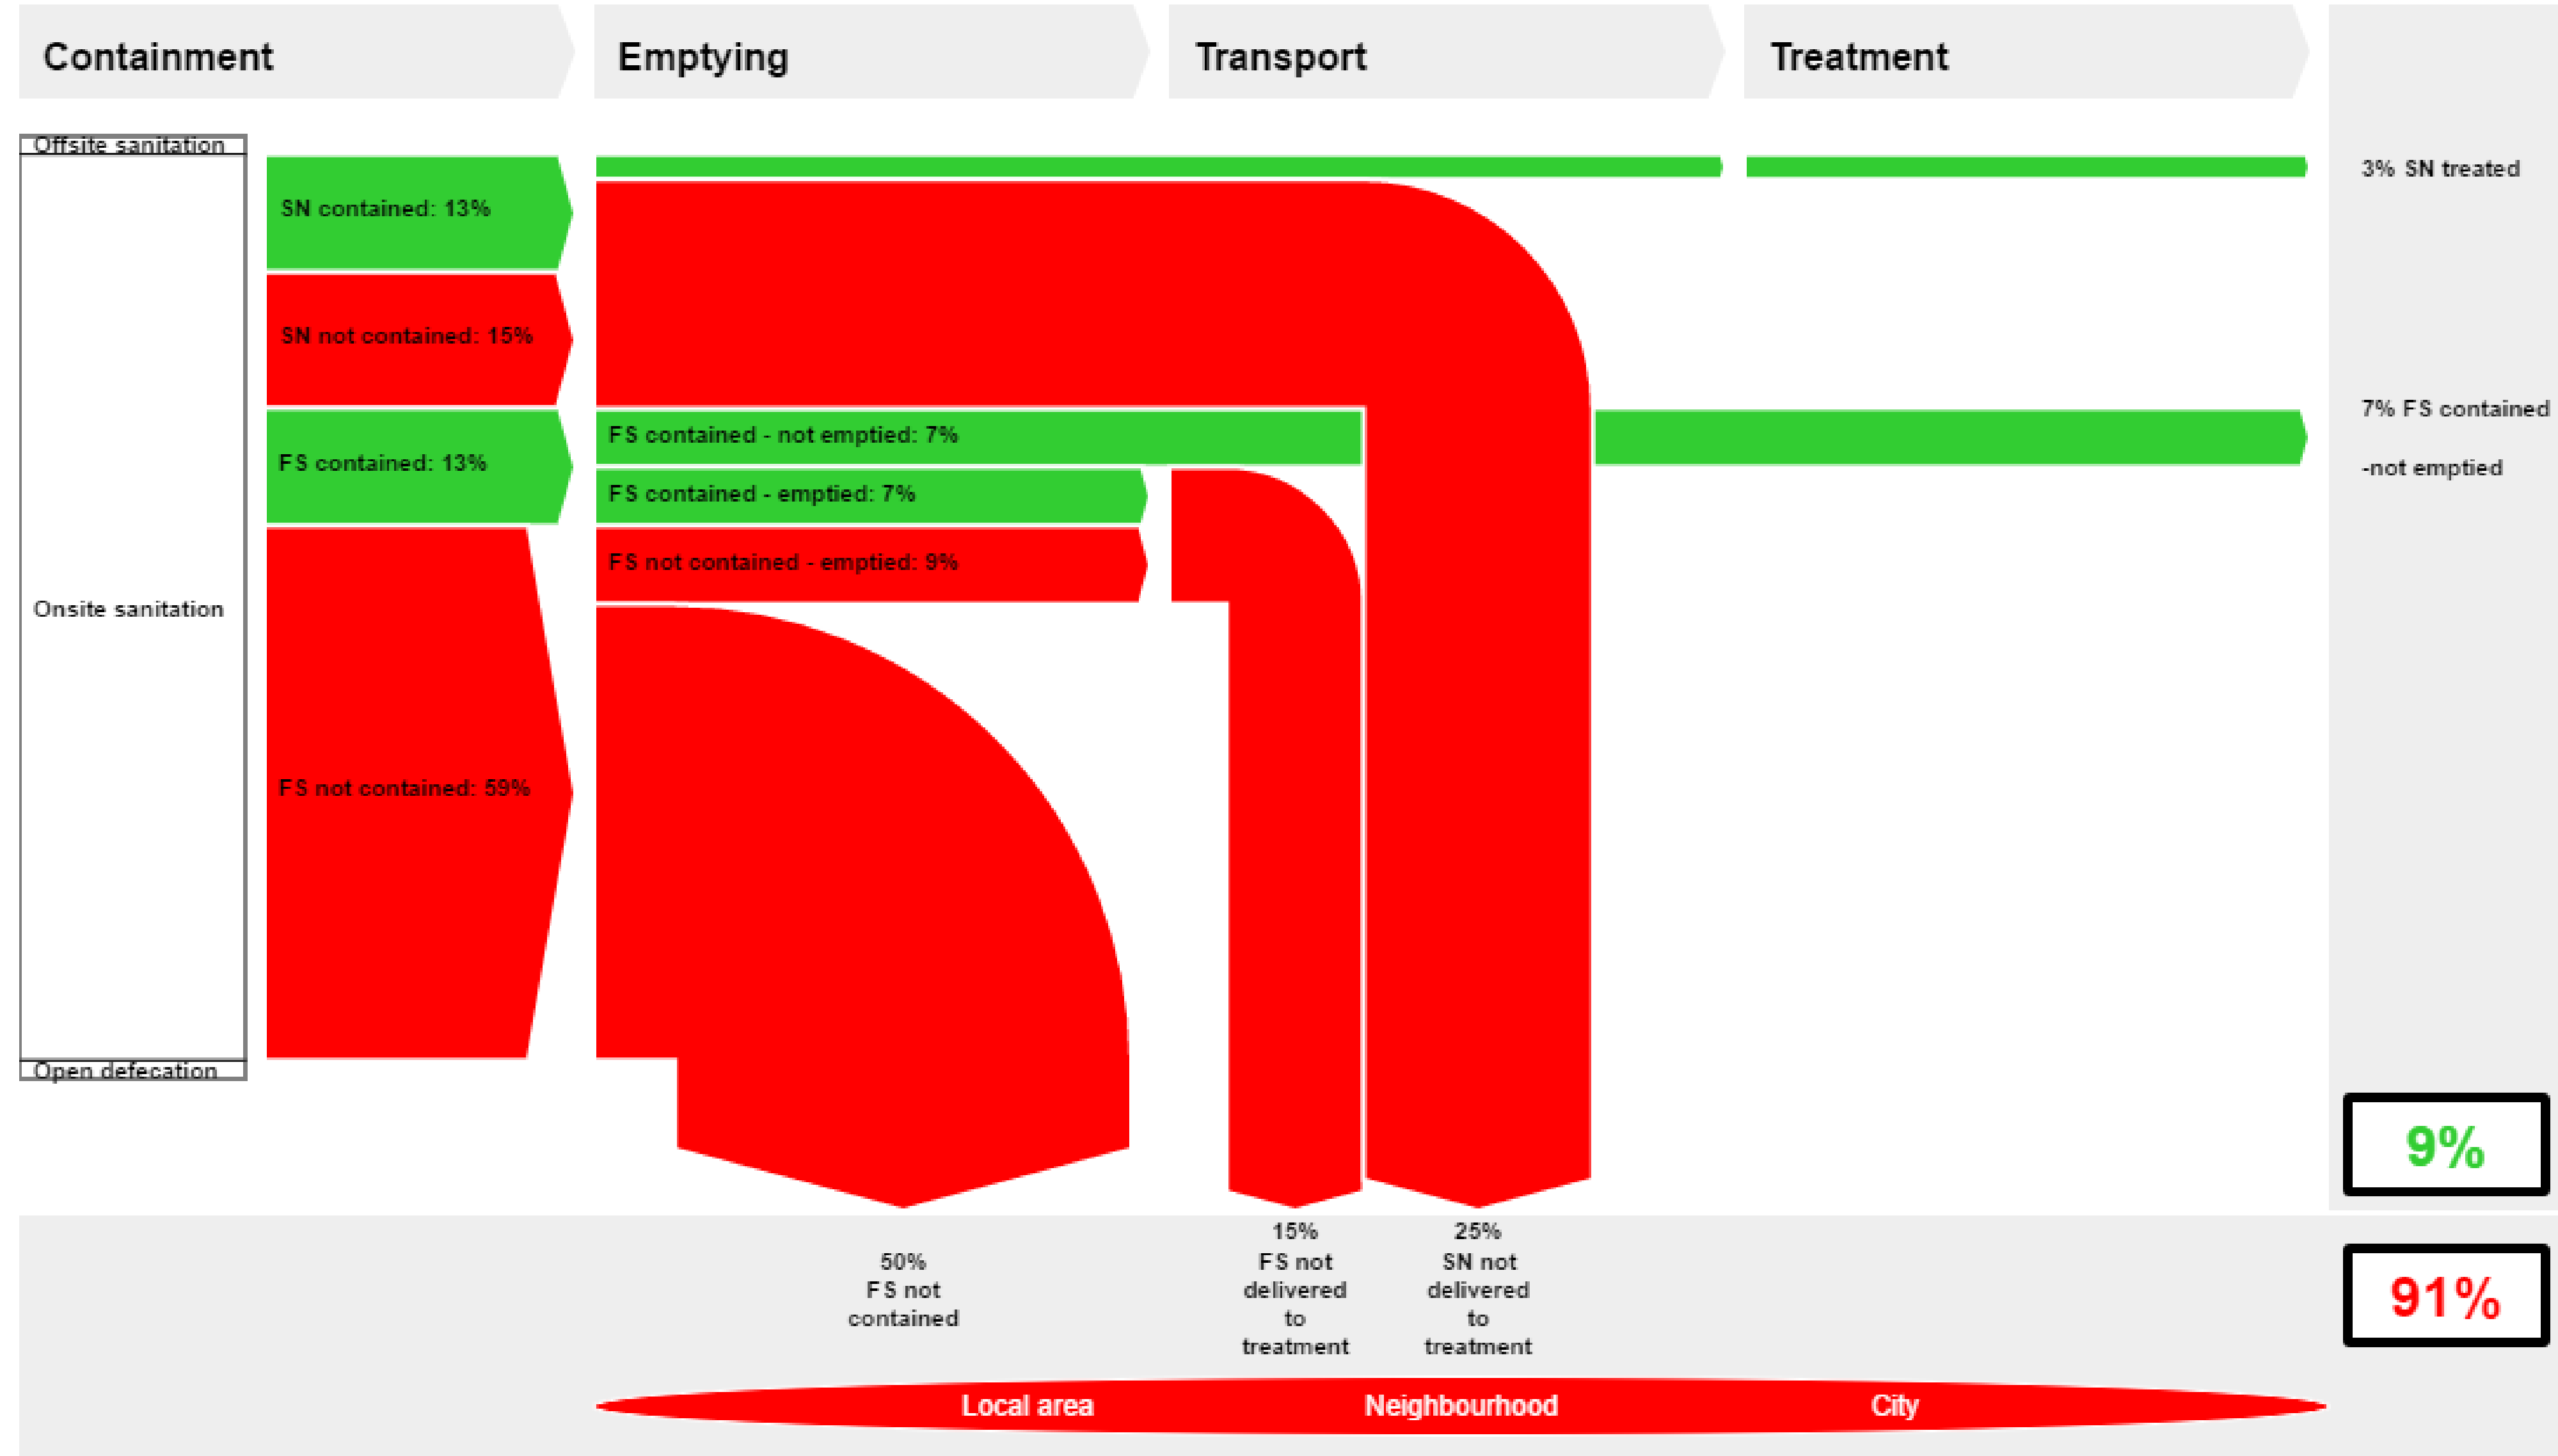 Containment
Emptying
Transport
Treatment
Offsite sanitation
SN contained: 13%
3% SN treated
SN not contained: 15%
7% FS contained
-not emptied
FS contained - not emptied: 7%
FS contained: 13%
FS contained - emptied: 7%
FS not contained - emptied: 9%
Onsite sanitation
FS not contained: 59%
Open defecation
9%
50%
FS not
contained
15%
FS not
delivered
to
treatment
25%
SN not
delivered
to
treatment
91%
Local area
Neighbourhood
City